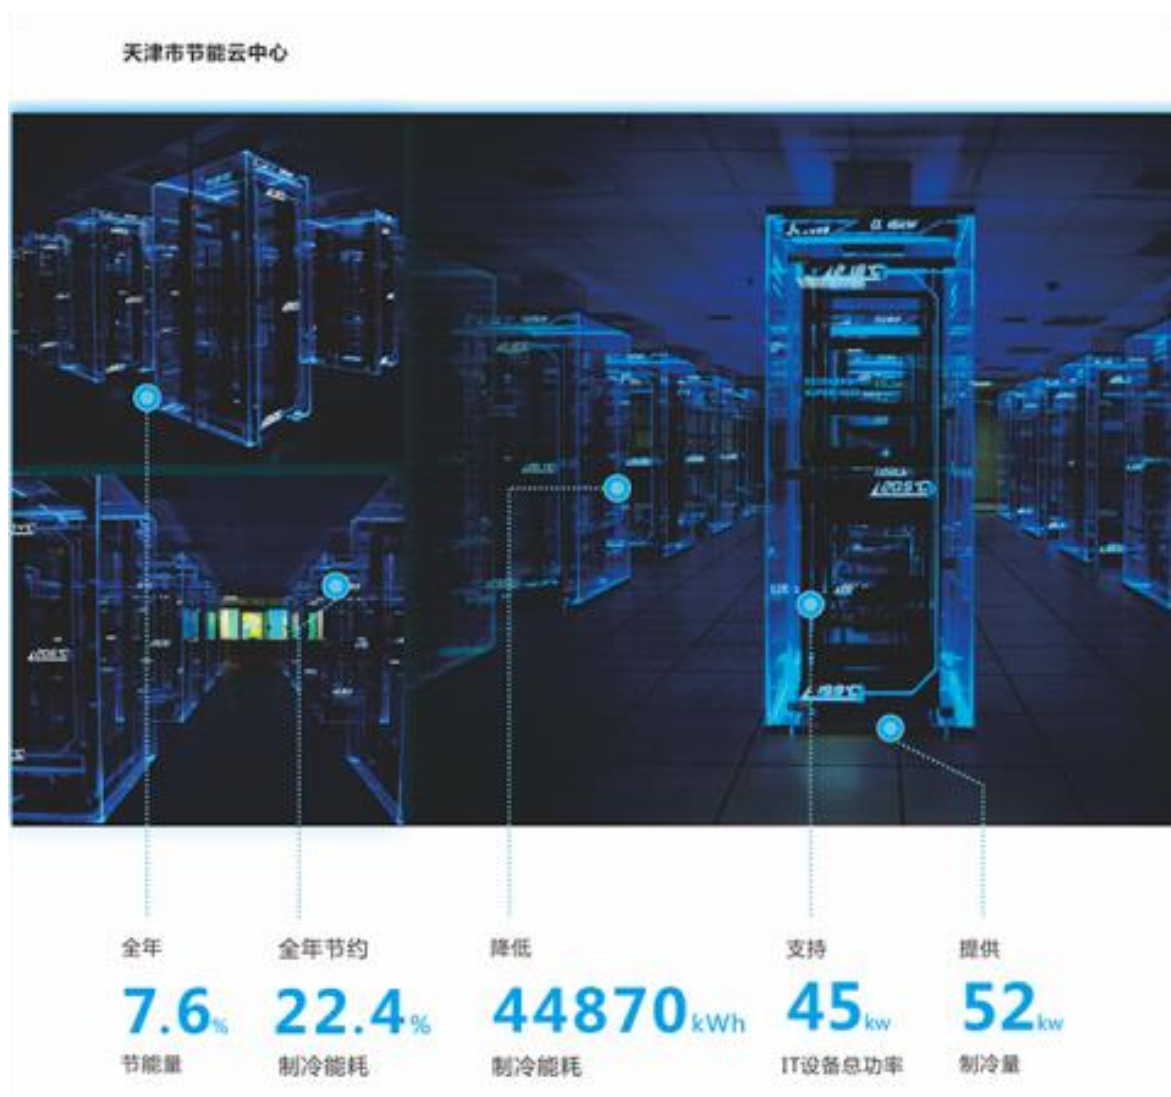 天津市节能云中心
全年
7.6%
节能量
全年节约
22.4%
制冷能耗
降低
44870kWh
制冷能耗
支持
45kw
IT设备总功率
提供
52kw
制冷量